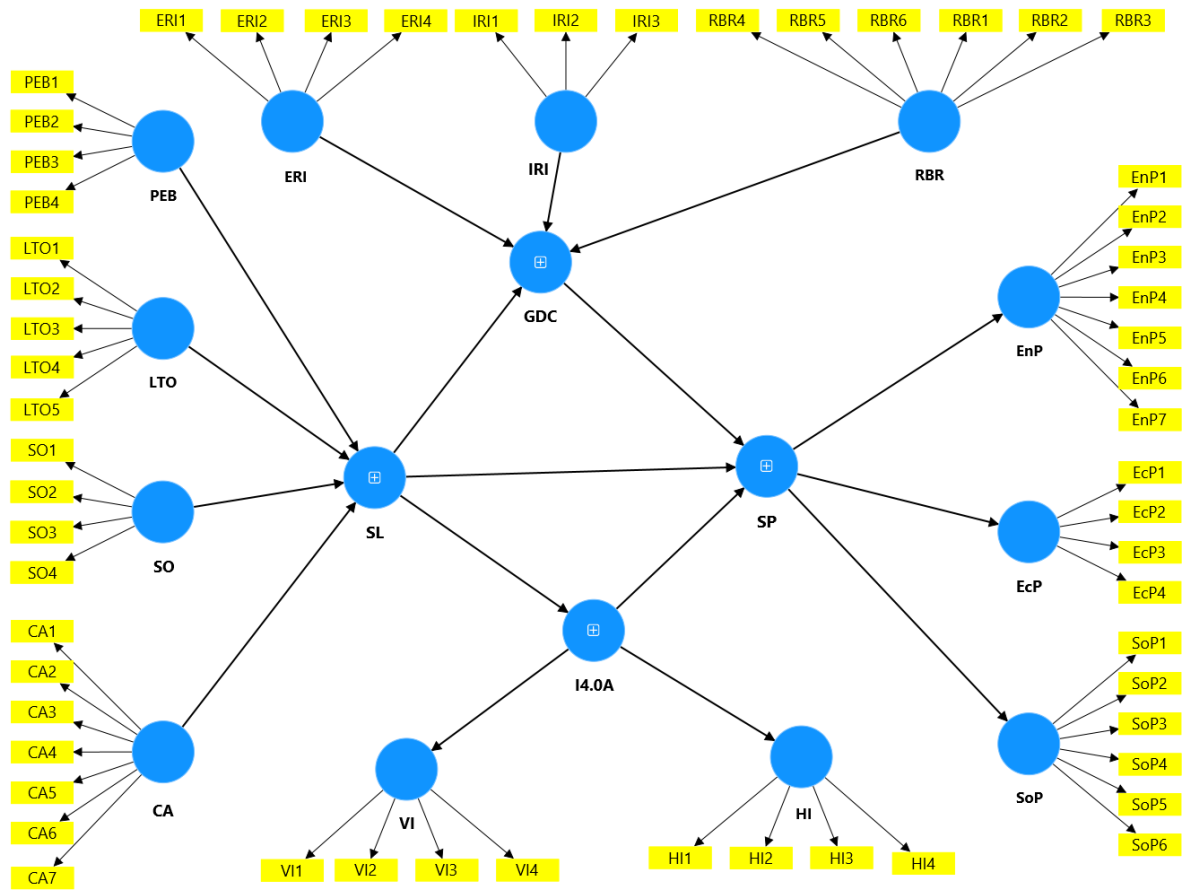 ERI1 ERI2 ERI3 ERI4 IRI1 IRI2 IRI3 RBR4 RBR5 RBR6 RBR1 RBR2 RBR3
PEB1
PEB2
PEB3
PEB4
PEB
ERI
IRI
RBR
LTO1
LTO2
LTO3
LTO4
LTO5
LTO
GDC
EnP1
EnP2
EnP3
EnP4
EnP5
EnP6
EnP7
EnP
SO1
SO2
SO3
SO4
SO
SL
SP
EcP1
EcP2
EcP3
EcP4
EcP
CA1
CA2
CA3
CA4
CA5
CA6
CA7
CA
I4.0A
VI
HI
SoP1
SoP2
SoP3
SoP4
SoP5
SoP6
SoP
VI1 VI2 VI3 VI4
HI1 HI2 HI3 HI4